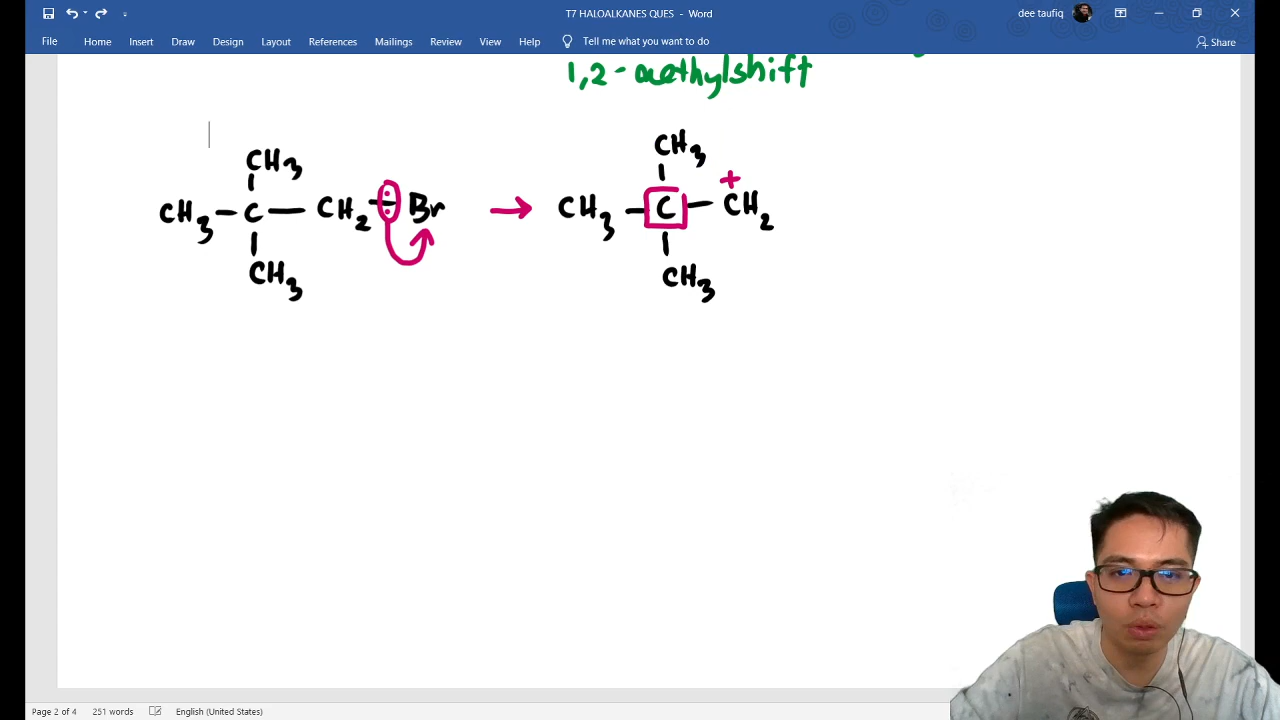 T7 HALOALKANES QUES - Word
dee taufiq
File Home Insert Draw Design Layout References Mailings Review View Help Tell me what you want to do Share
1,2-methylshift
CH3 CH3
+
CH3-C-CH2-Br → CH3-C-CH2
CH3 CH3
Page 2 of 4 251 words English (United States)